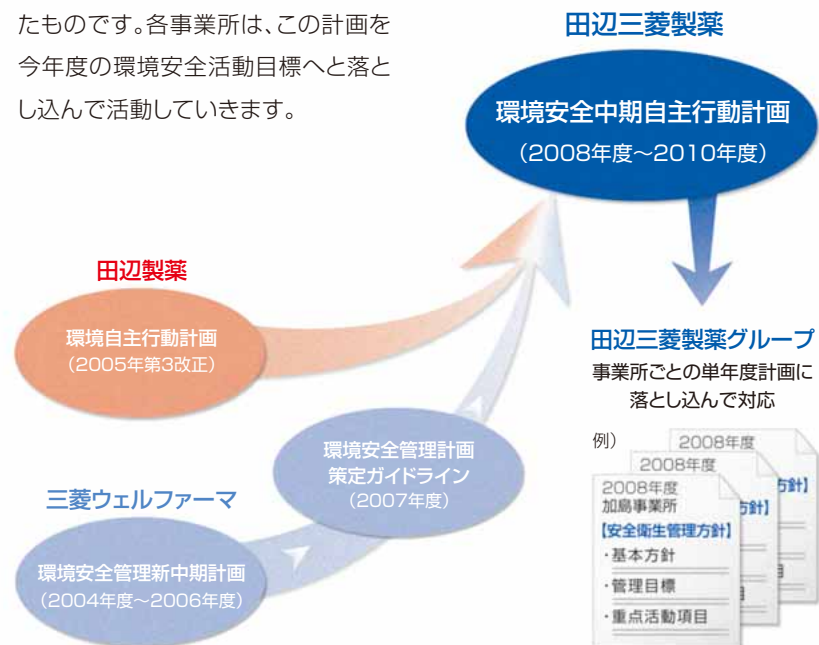 たものです。各事業所は、この計画を
今年度の環境安全活動目標へと落と
し込んで活動していきます。
田辺三菱製薬
環境安全中期自主行動計画
（2008年度～2010年度）
田辺製薬
環境自主行動計画
（2005年第3改正）
三菱ウェルファーマ
環境安全管理新中期計画
（2004年度～2006年度）
環境安全管理計画
策定ガイドライン
（2007年度）
田辺三菱製薬グループ
事業所ごとの単年度計画に
落とし込んで対応
例）
2008年度
2008年度
2008年度
加島事業所
【安全衛生管理方針】
・基本方針
・管理目標
・重点活動項目
方針】
方針】